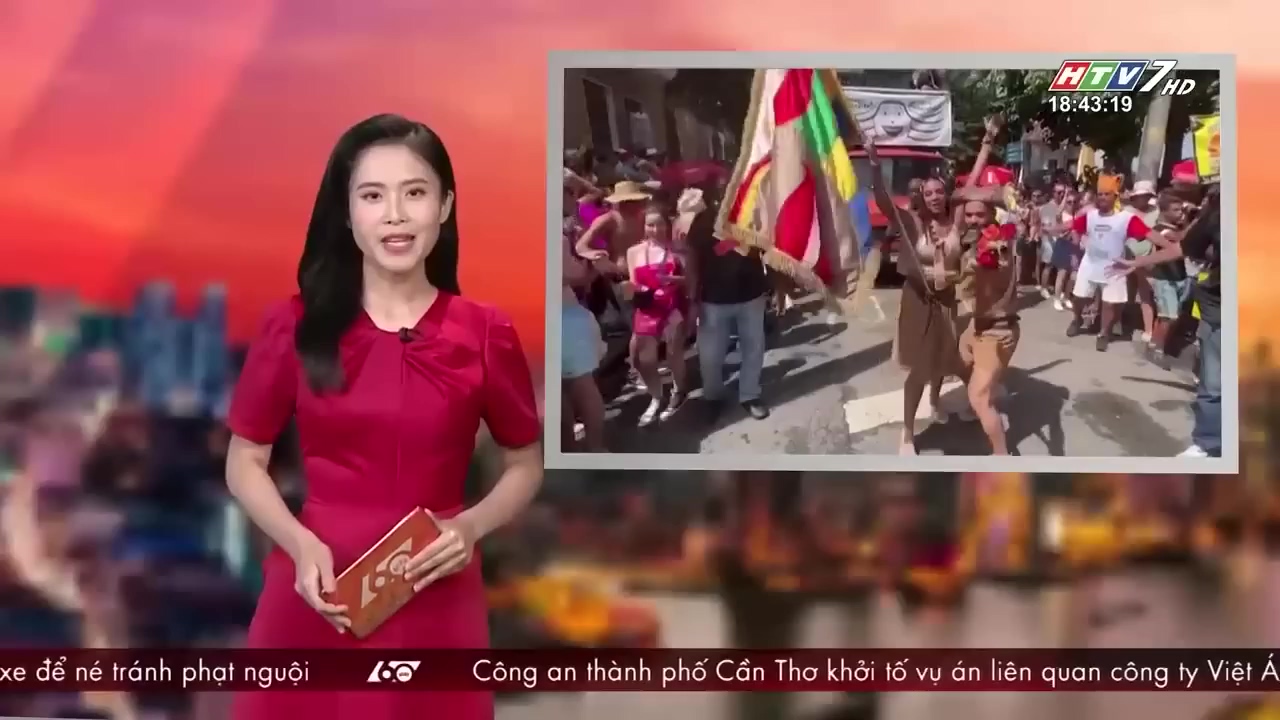 HTV7 HD
18:43:19
xe để né tránh phạt nguội 60 Công an thành phố Cần Thơ khởi tố vụ án liên quan công ty Việt Á